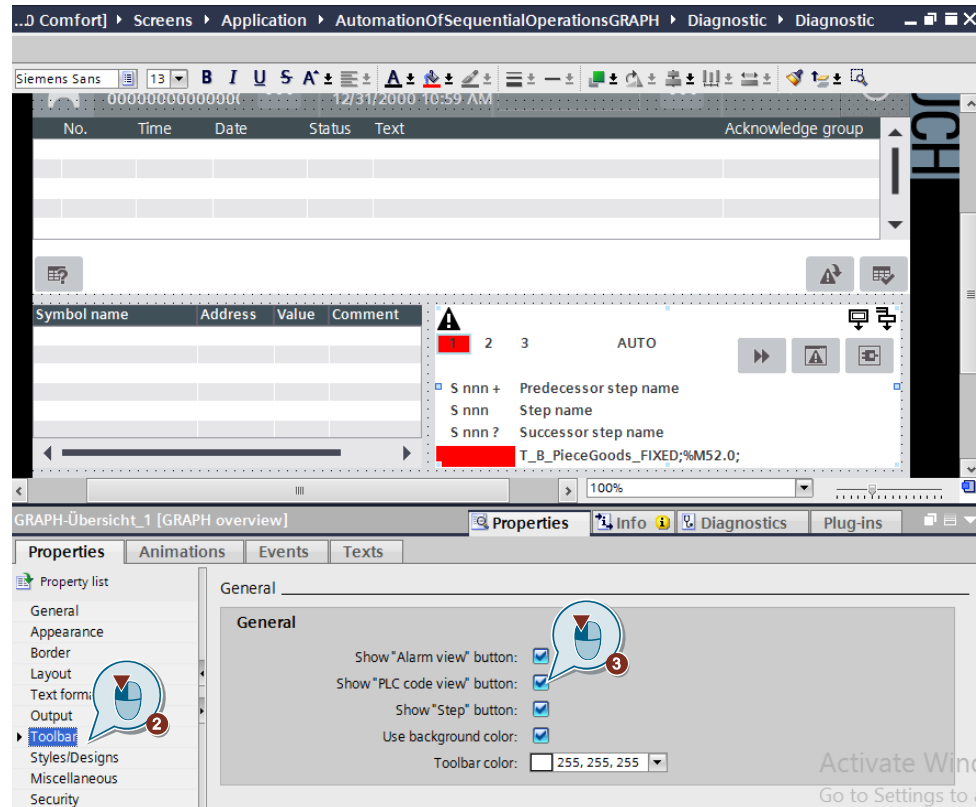 ...0 Comfort] ▸ Screens ▸ Application ▸ AutomationOfSequentialOperationsGRAPH ▸ Diagnostic ▸ Diagnostic
Siemens Sans 13 B I U S A
12/31/2000 10:59 AM
No. Time Date Status Text Acknowledge group
UCH
Symbol name Address Value Comment
1 2 3 AUTO
S nnn + Predecessor step name
S nnn Step name
S nnn ? Successor step name
T_B_PieceGoods_FIXED;%M52.0;
100%
GRAPH-Übersicht_1 [GRAPH overview] Properties Info Diagnostics Plug-ins
Properties Animations Events Texts
Property list
General
General
General
Appearance
Border
Show "Alarm view" button:
Layout
3
Show "PLC code view" button:
Text forma
Output
Show "Step" button:
2
Toolbar
Use background color:
Styles/Designs
Toolbar color: 255, 255, 255
Miscellaneous
Security
Activate Wind
Go to Settings to